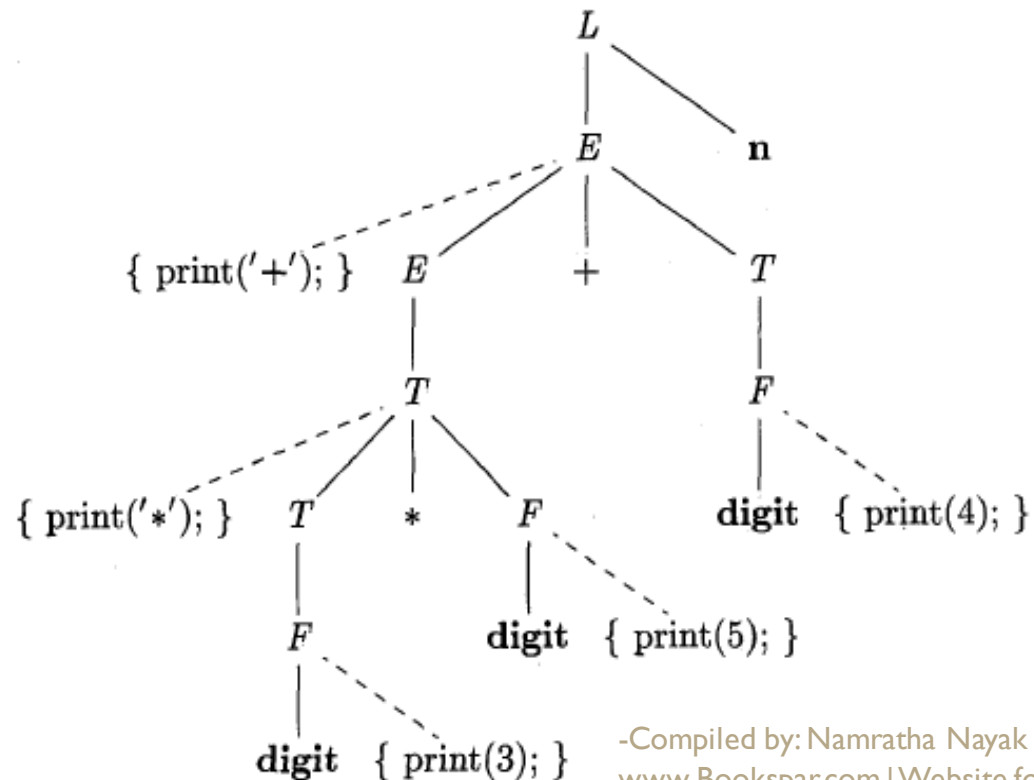 L
E n
{ print('+'); } E + T
T F
{ print('*'); } T * F digit { print(4); }
F digit { print(5); }
digit { print(3); }
-Compiled by: Namratha Nayak
www.Bookspar.com | Website for